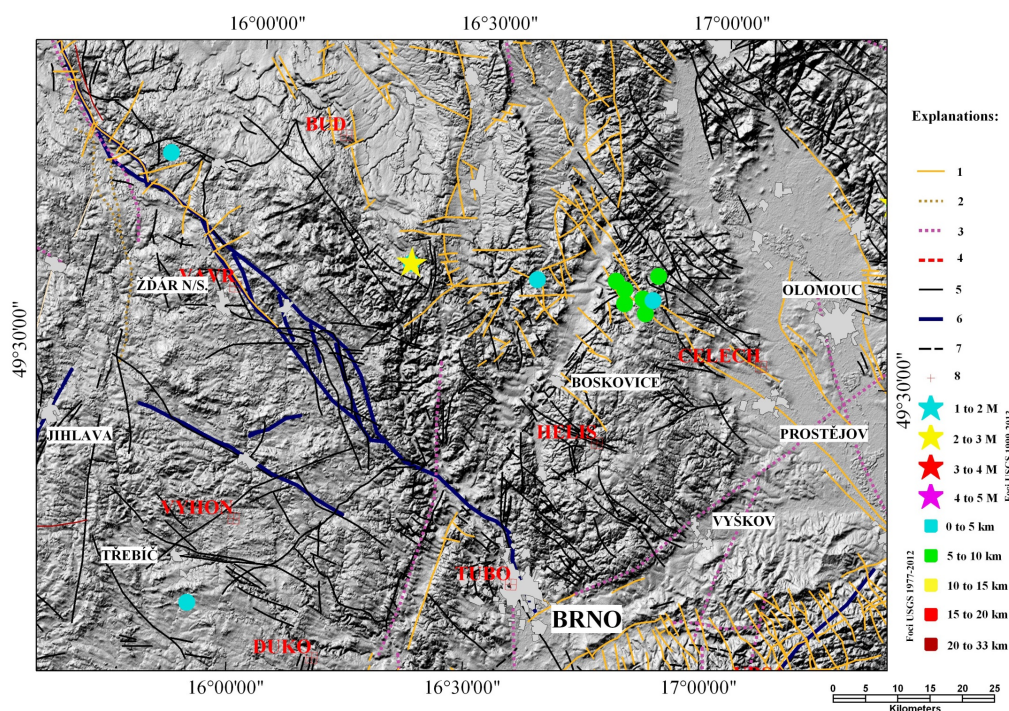 16°00'00" 16°30'00" 17°00'00"
BUD
Explanations:
1
2
3
4
ŽĎÁR N/S.
OLOMOUC
5
6
49°30'00"
7
CELECH
8
49°30'00"
BOSKOVICE
1 to 2 M
JIHLAVA
HELIS
PROSTĚJOV
2 to 3 M
3 to 4 M
4 to 5 M
VYHON
VYŠKOV
0 to 5 km
TŘEBÍČ
5 to 10 km
TUBO
10 to 15 km
Foci USGS 1977-2012
BRNO
15 to 20 km
DUKO
20 to 33 km
16°00'00" 16°30'00" 17°00'00"
0 5 10 15 20 25
Kilometers